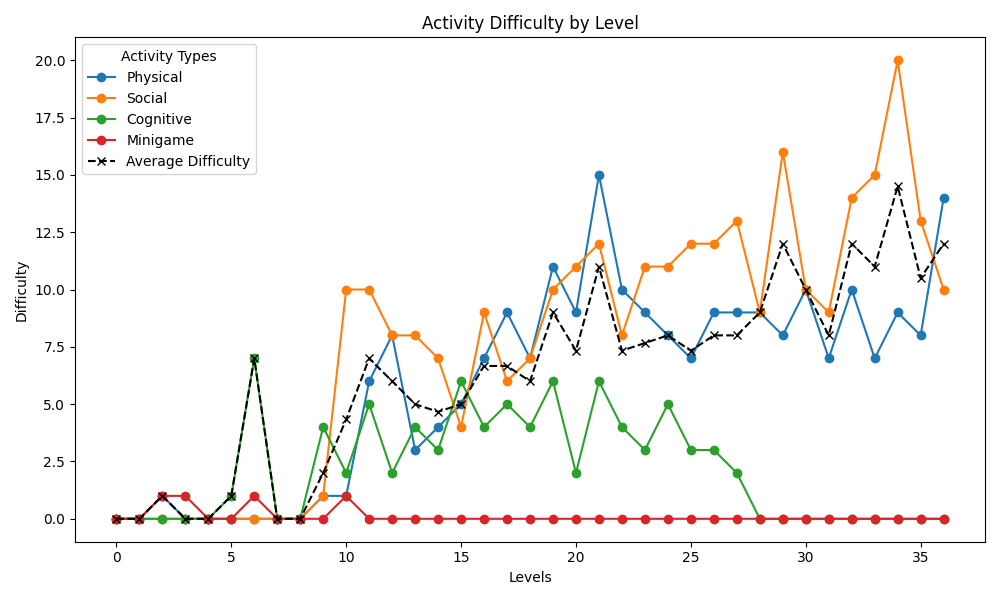 Activity Difficulty by Level
Activity Types
Physical
Social
Cognitive
Minigame
Average Difficulty
Difficulty
20.0
17.5
15.0
12.5
10.0
7.5
5.0
2.5
0.0
0 5 10 15 20 25 30 35
Levels